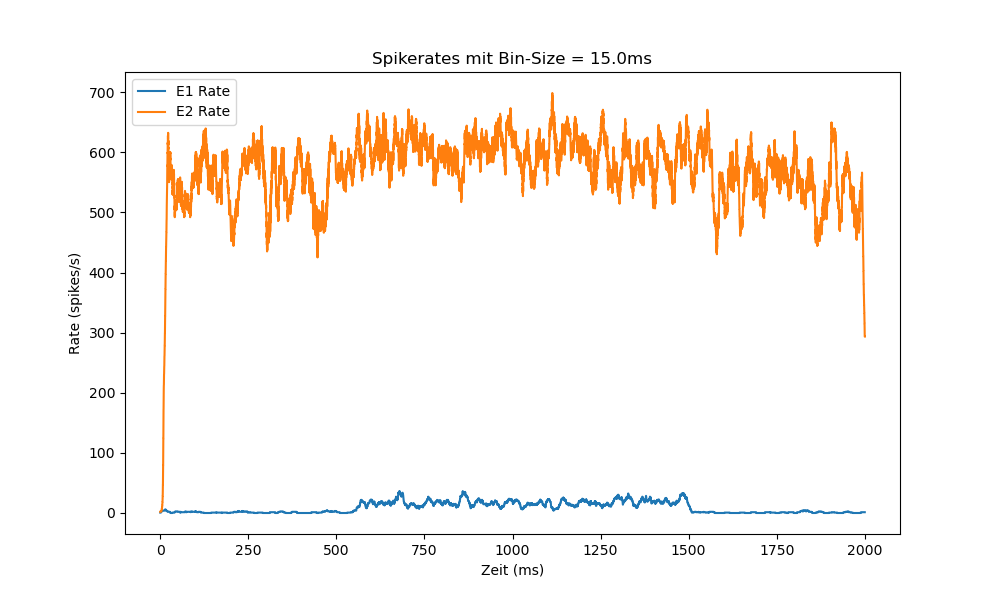 Spikerates mit Bin-Size = 15.0ms
E1 Rate
E2 Rate
700
600
500
400
300
200
100
0
Rate (spikes/s)
0 250 500 750 1000 1250 1500 1750 2000
Zeit (ms)